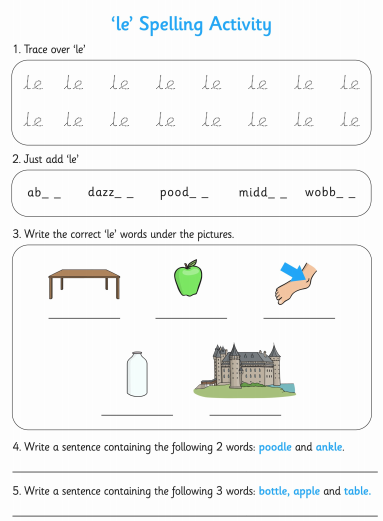 ‘le’ Spelling Activity
1. Trace over ‘le’
le le le le le le le le
le le le le le le le le
2. Just add ‘le’
ab_ _ dazz_ _ pood_ _ midd_ _ wobb_ _
3. Write the correct ‘le’ words under the pictures.
4. Write a sentence containing the following 2 words: poodle and ankle.
5. Write a sentence containing the following 3 words: bottle, apple and table.